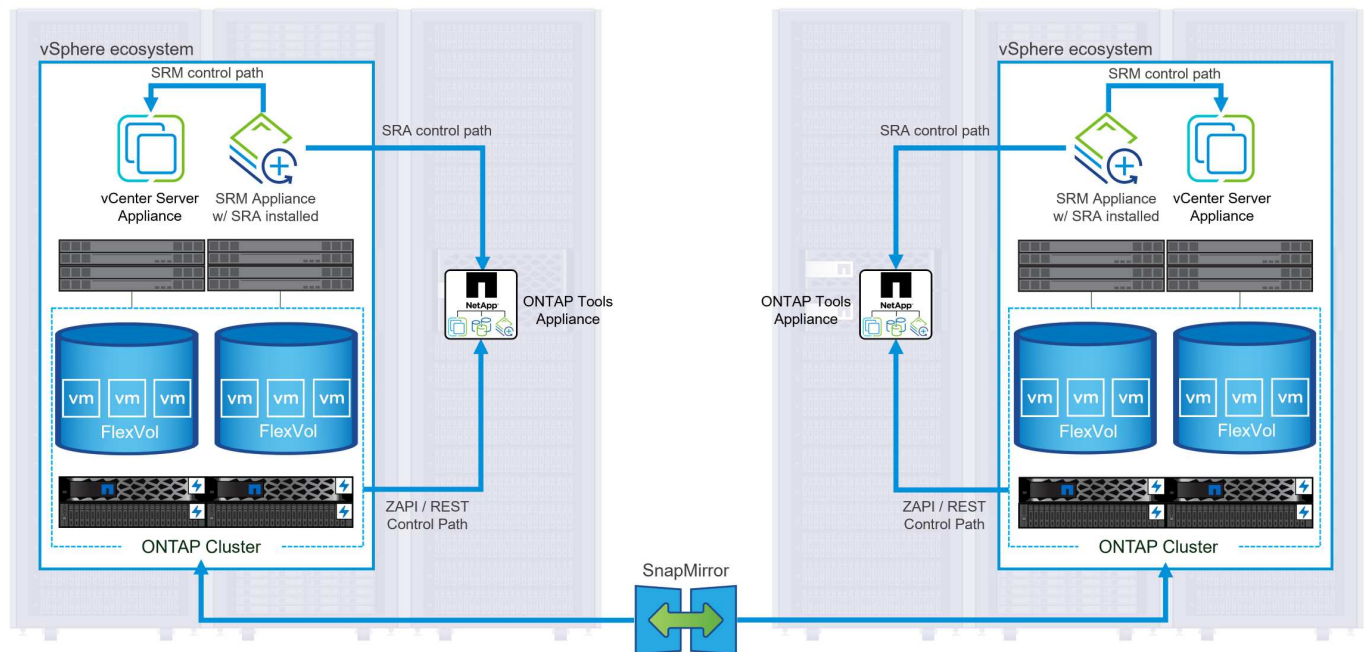 vSphere ecosystem
SRM control path
SRA control path
vCenter Server
Appliance
SRM Appliance
w/ SRA installed
NetApp
ONTAP Tools
Appliance
vm vm vm
FlexVol
vm vm vm
FlexVol
ZAPI / REST
Control Path
ONTAP Cluster
SnapMirror
vSphere ecosystem
SRM control path
SRA control path
SRM Appliance
w/ SRA installed
vCenter Server
Appliance
ONTAP Tools
Appliance
NetApp
vm vm vm
FlexVol
vm vm vm
FlexVol
ZAPI / REST
Control Path
ONTAP Cluster